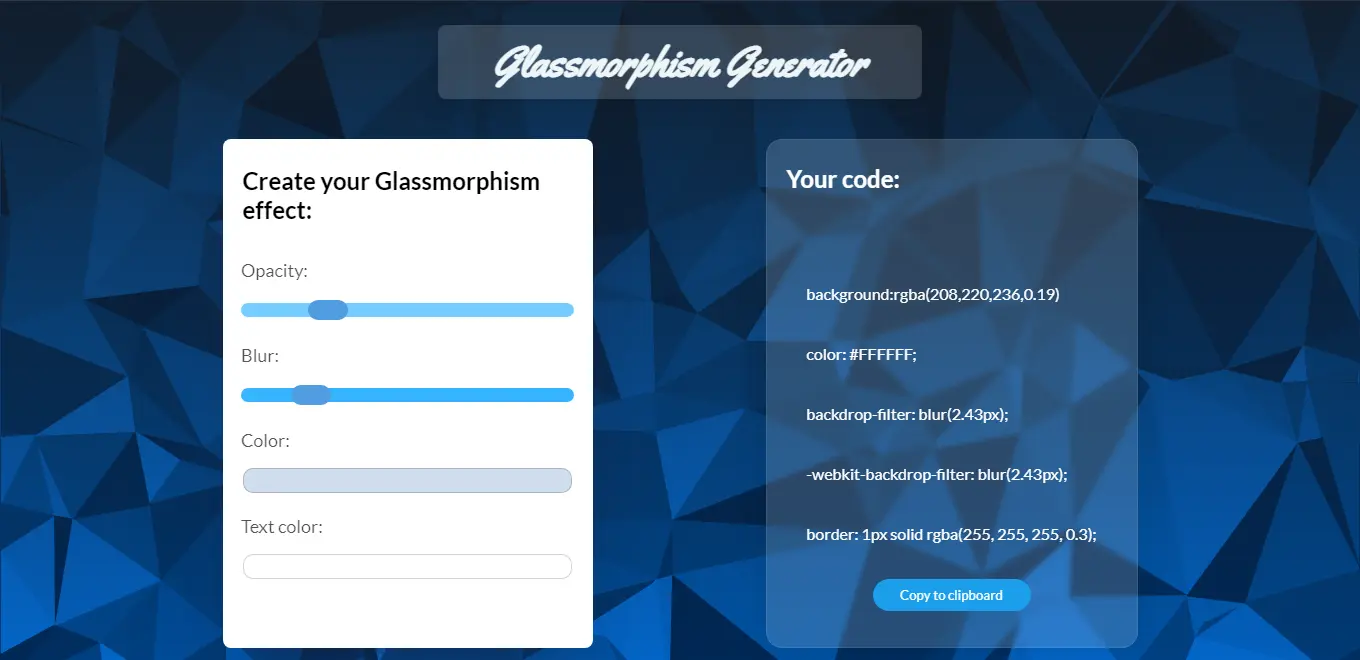 Glassmorphism Generator
Create your Glassmorphism
effect:
Opacity:
Blur:
Color:
Text color:
Your code:
background:rgba(208,220,236,0.19)
color: #FFFFFF;
backdrop-filter: blur(2.43px);
-webkit-backdrop-filter: blur(2.43px);
border: 1px solid rgba(255, 255, 255, 0.3);
Copy to clipboard